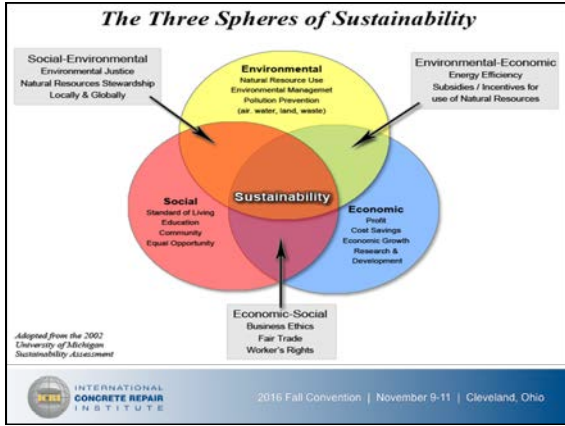 The Three Spheres of Sustainability
Social-Environmental
Environmental Justice
Natural Resources Stewardship
Locally & Globally
Environmental
Natural Resource Use
Environmental Managemet
Pollution Prevention
(air, water, land, waste)
Environmental-Economic
Energy Efficiency
Subsidies / Incentives for
use of Natural Resources
Sustainability
Social
Standard of Living
Education
Community
Equal Opportunity
Economic
Profit
Cost Savings
Economic Growth
Research &
Development
Economic-Social
Business Ethics
Fair Trade
Worker's Rights
Adopted from the 2002
University of Michigan
Sustainability Assessment
ICRI
INTERNATIONAL
CONCRETE REPAIR
INSTITUTE
2016 Fall Convention | November 9-11 | Cleveland, Ohio